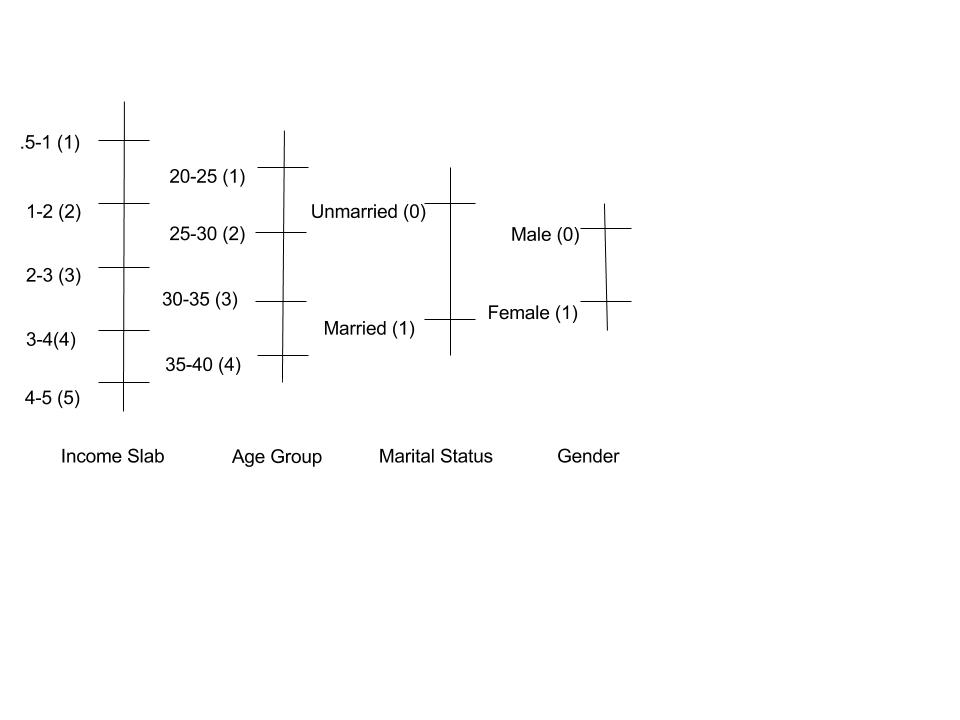 .5-1 (1)
1-2 (2)
2-3 (3)
3-4(4)
4-5 (5)
Income Slab
20-25 (1)
25-30 (2)
30-35 (3)
35-40 (4)
Age Group
Unmarried (0)
Married (1)
Marital Status
Male (0)
Female (1)
Gender